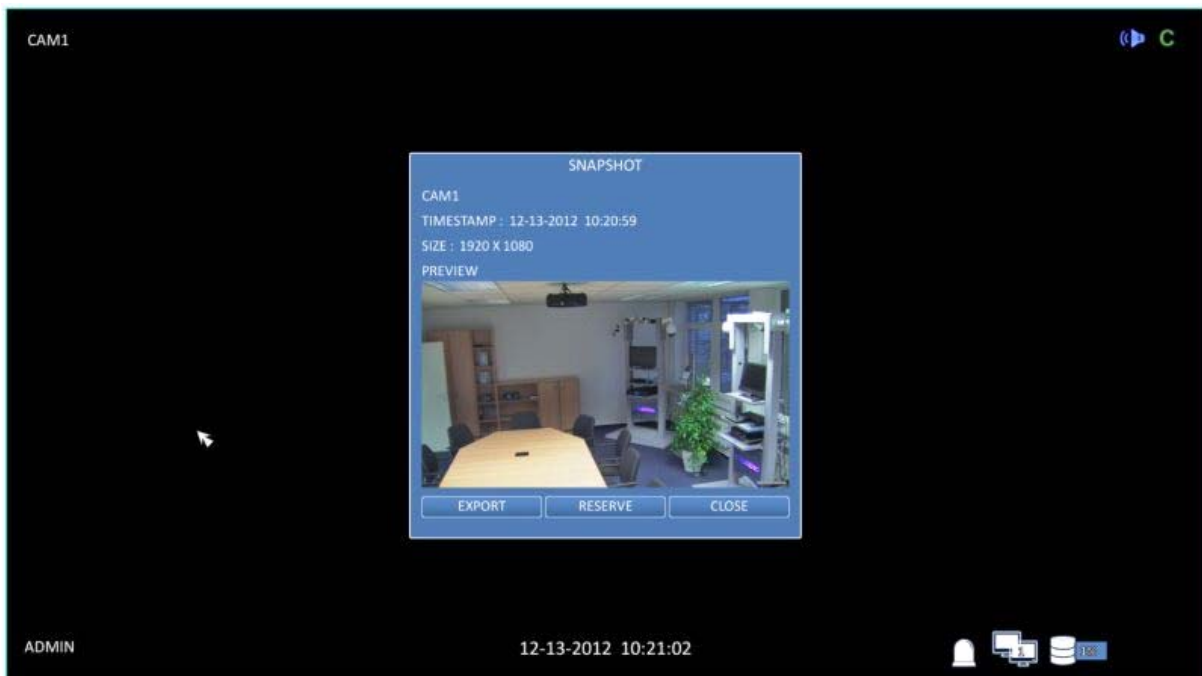 CAM1
C
SNAPSHOT
CAM1
TIMESTAMP : 12-13-2012 10:20:59
SIZE : 1920 X 1080
PREVIEW
EXPORT
RESERVE
CLOSE
ADMIN
12-13-2012 10:21:02